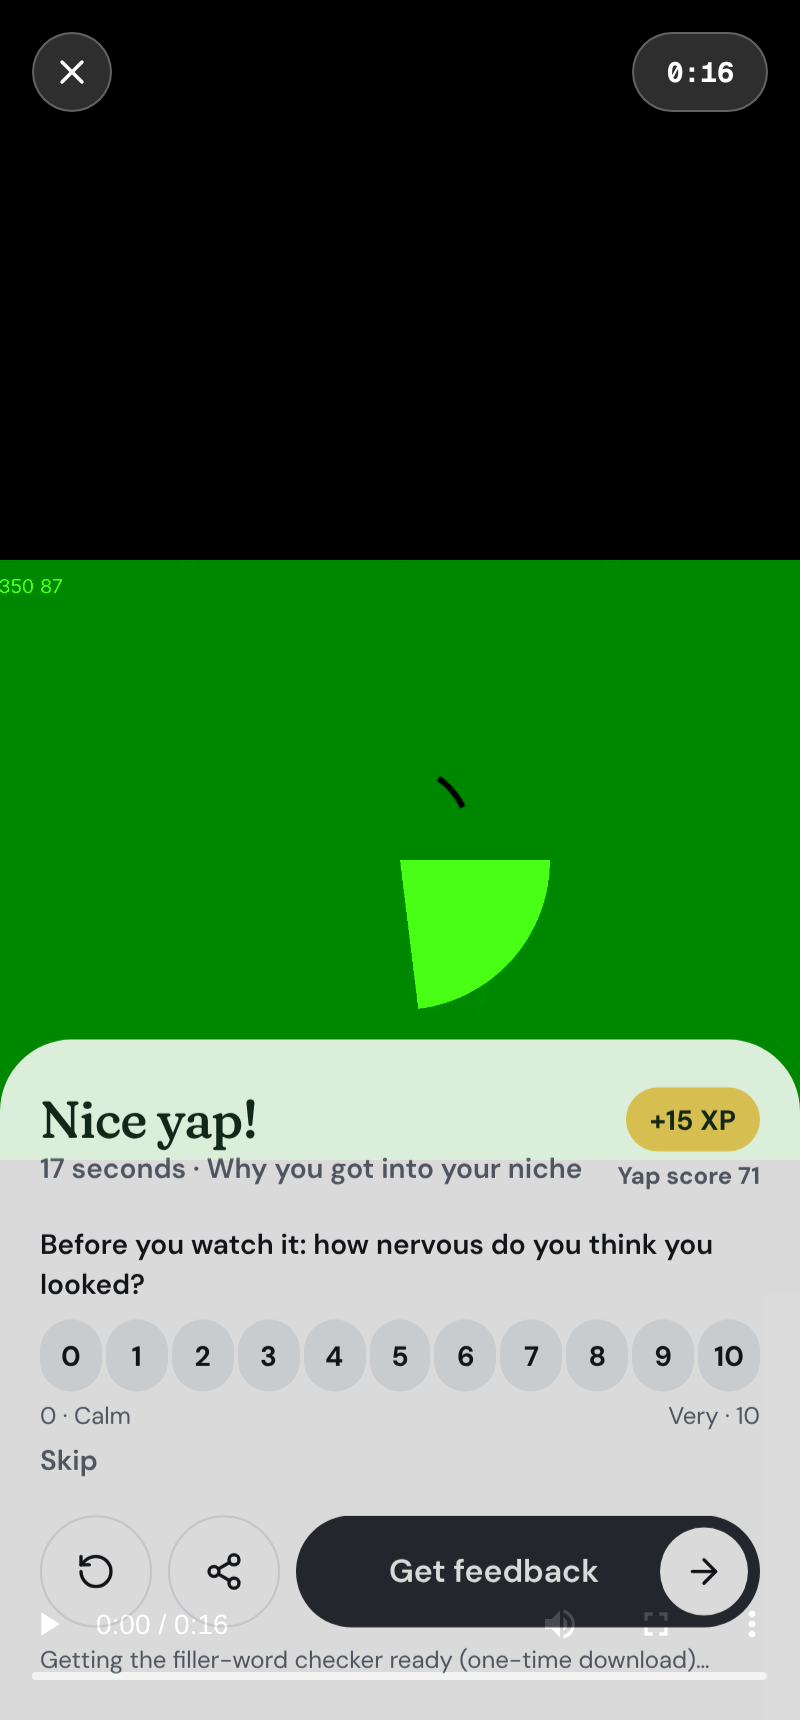 0:16
350 87
Nice yap!
+15 XP
17 seconds · Why you got into your niche
Yap score 71
Before you watch it: how nervous do you think you
looked?
0 1 2 3 4 5 6 7 8 9 10
0 · Calm
Very · 10
Skip
Get feedback
0:00 / 0:16
Getting the filler-word checker ready (one-time download)...